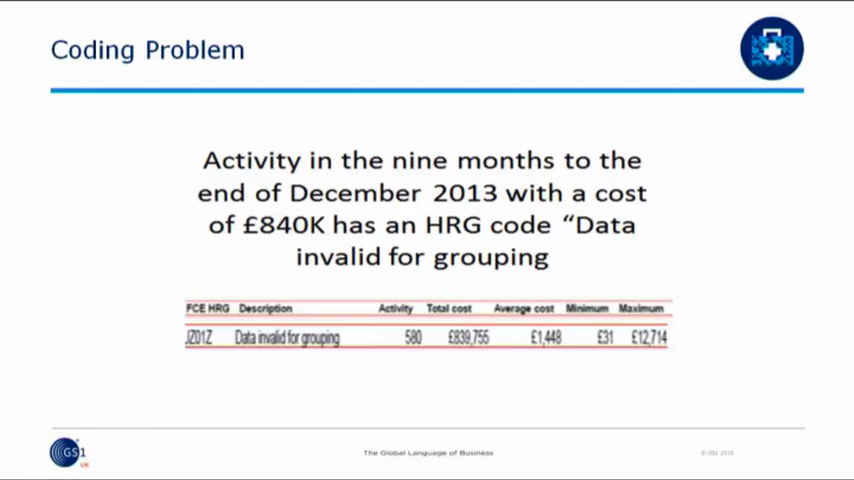 Coding Problem
Activity in the nine months to the
end of December 2013 with a cost
of £840K has an HRG code “Data
invalid for grouping
FCE HRG Description Activity Total cost Average cost Minimum Maximum
JZ01Z Data invalid for grouping 580 £839,755 £1,448 £31 £12,714
GS1
UK
The Global Language of Business
© GS1 2016